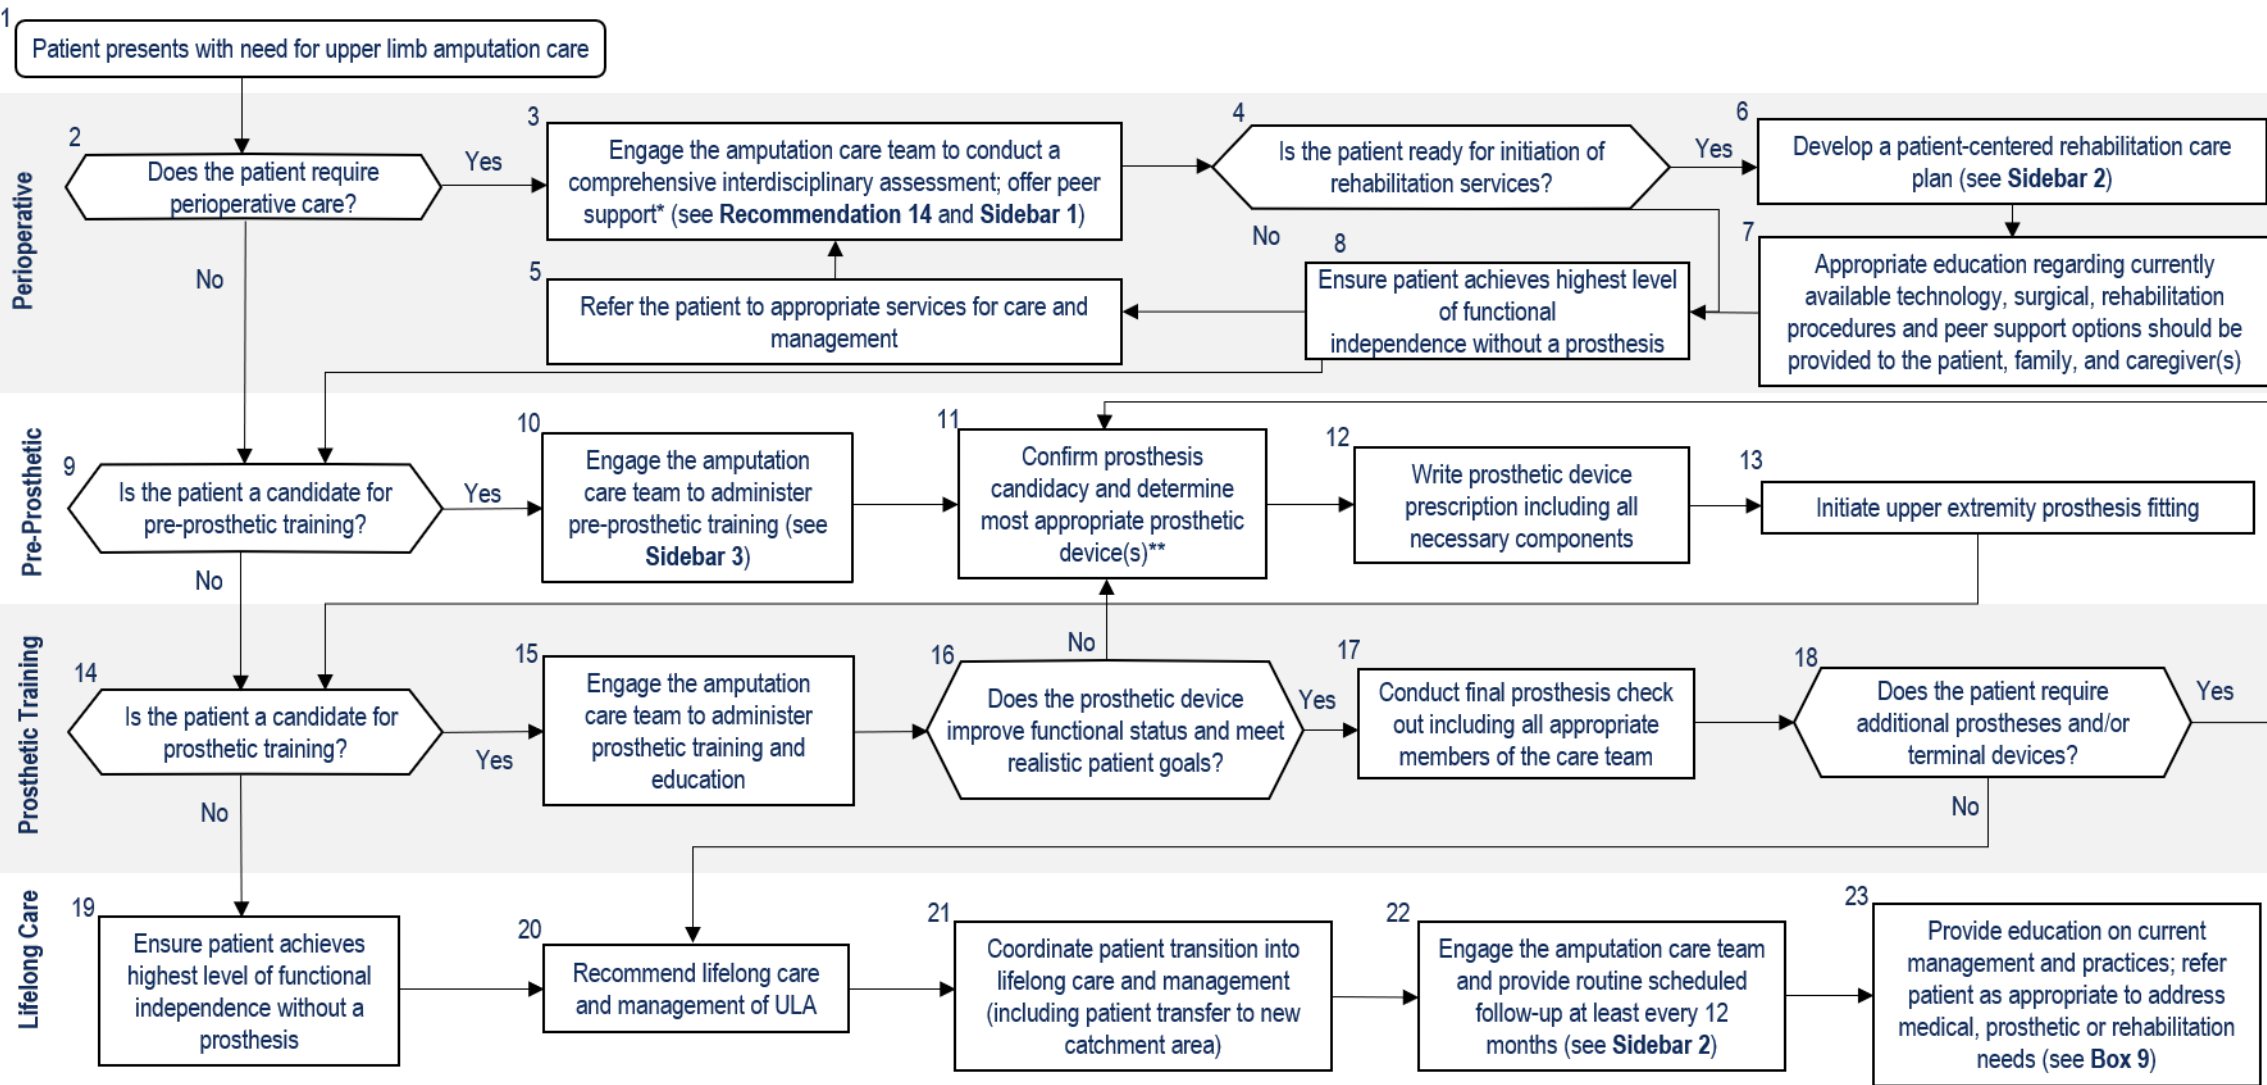 1
Patient presents with need for upper limb amputation care
Perioperative
2
Does the patient require
perioperative care?
Yes
No
3
Engage the amputation care team to conduct a
comprehensive interdisciplinary assessment; offer peer
support* (see Recommendation 14 and Sidebar 1)
4
Is the patient ready for initiation of
rehabilitation services?
Yes
No
6
Develop a patient-centered rehabilitation care
plan (see Sidebar 2)
5
Refer the patient to appropriate services for care and
management
8
Ensure patient achieves highest level
of functional
independence without a prosthesis
7
Appropriate education regarding currently
available technology, surgical, rehabilitation
procedures and peer support options should be
provided to the patient, family, and caregiver(s)
Pre-Prosthetic
9
Is the patient a candidate for
pre-prosthetic training?
Yes
No
10
Engage the amputation
care team to administer
pre-prosthetic training (see
Sidebar 3)
11
Confirm prosthesis
candidacy and determine
most appropriate prosthetic
device(s)**
12
Write prosthetic device
prescription including all
necessary components
13
Initiate upper extremity prosthesis fitting
Prosthetic Training
14
Is the patient a candidate for
prosthetic training?
Yes
No
15
Engage the amputation
care team to administer
prosthetic training and
education
16
Does the prosthetic device
improve functional status and meet
realistic patient goals?
No
Yes
17
Conduct final prosthesis check
out including all appropriate
members of the care team
18
Does the patient require
additional prostheses and/or
terminal devices?
Yes
No
Lifelong Care
19
Ensure patient achieves
highest level of functional
independence without a
prosthesis
20
Recommend lifelong care
and management of ULA
21
Coordinate patient transition into
lifelong care and management
(including patient transfer to new
catchment area)
22
Engage the amputation care team
and provide routine scheduled
follow-up at least every 12
months (see Sidebar 2)
23
Provide education on current
management and practices; refer
patient as appropriate to address
medical, prosthetic or rehabilitation
needs (see Box 9)